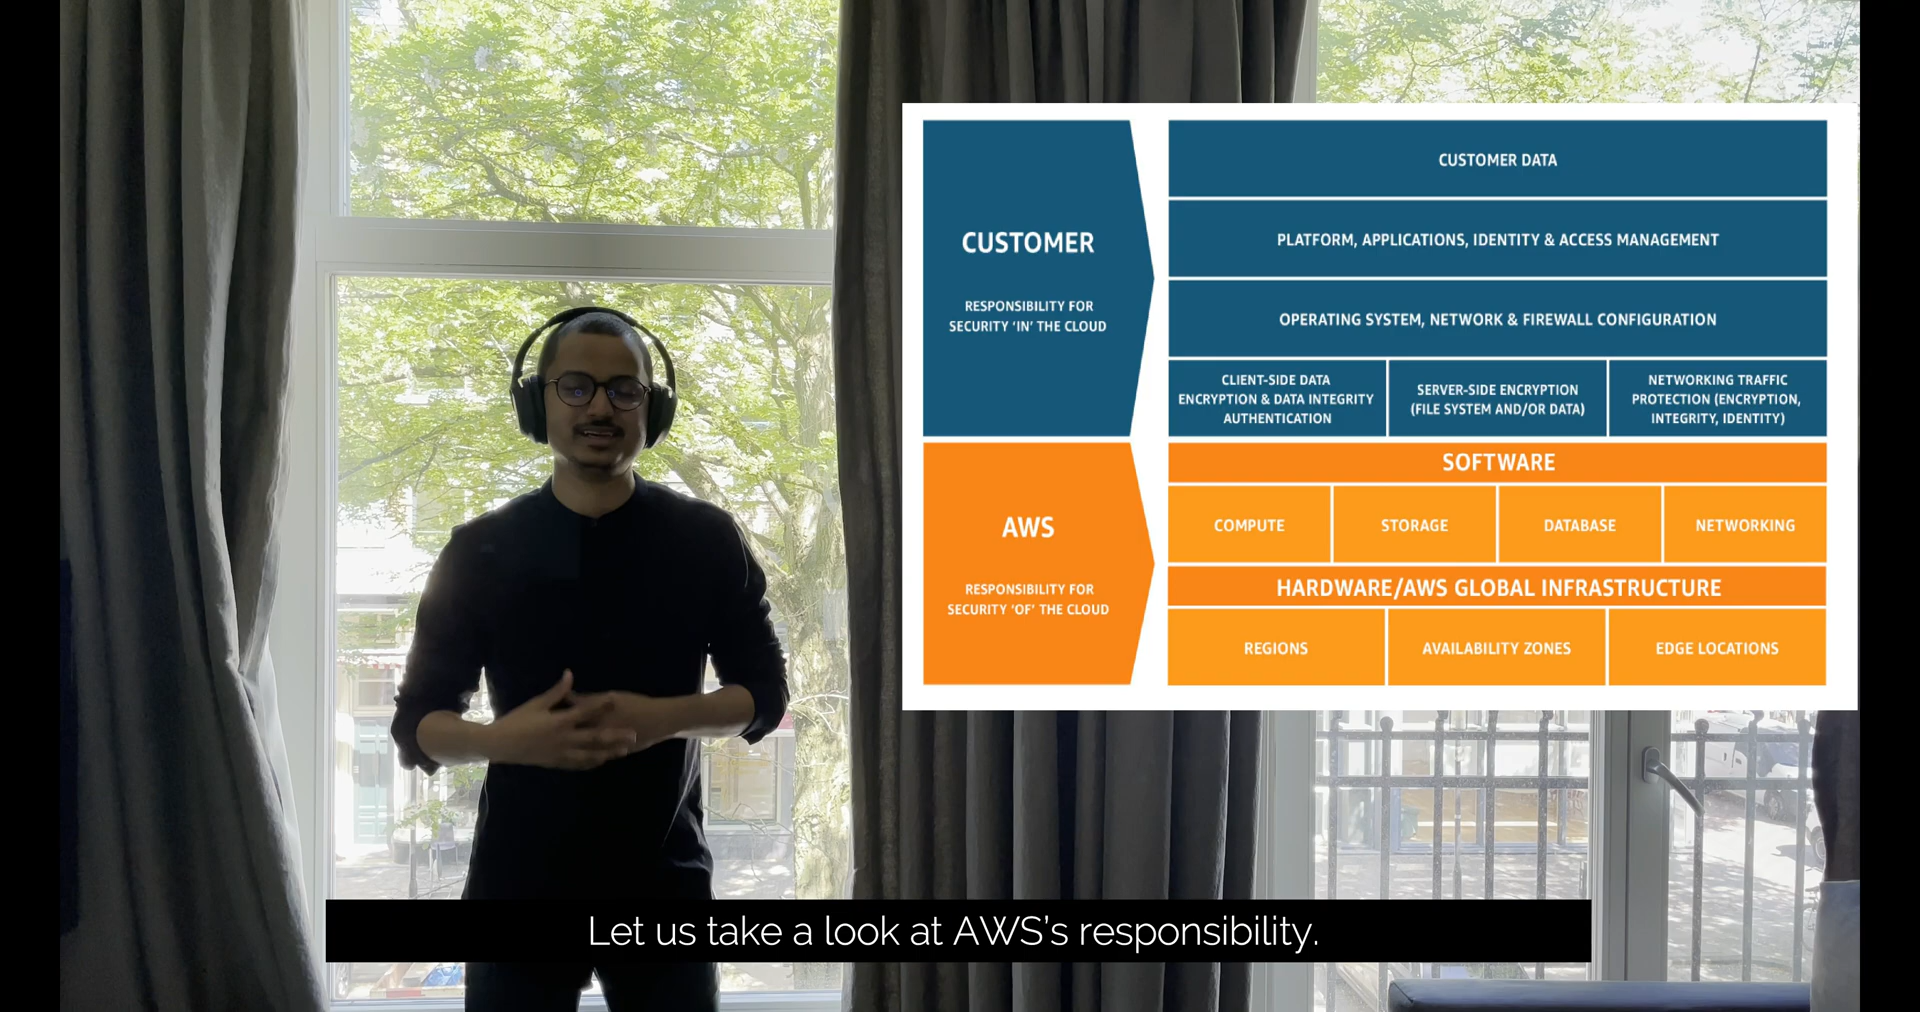 CUSTOMER
RESPONSIBILITY FOR
SECURITY ‘IN’ THE CLOUD
CUSTOMER DATA
PLATFORM, APPLICATIONS, IDENTITY & ACCESS MANAGEMENT
OPERATING SYSTEM, NETWORK & FIREWALL CONFIGURATION
CLIENT-SIDE DATA
ENCRYPTION & DATA INTEGRITY
AUTHENTICATION
SERVER-SIDE ENCRYPTION
(FILE SYSTEM AND/OR DATA)
NETWORKING TRAFFIC
PROTECTION (ENCRYPTION,
INTEGRITY, IDENTITY)
AWS
RESPONSIBILITY FOR
SECURITY ‘OF’ THE CLOUD
SOFTWARE
COMPUTE
STORAGE
DATABASE
NETWORKING
HARDWARE/AWS GLOBAL INFRASTRUCTURE
REGIONS
AVAILABILITY ZONES
EDGE LOCATIONS
Let us take a look at AWS’s responsibility.